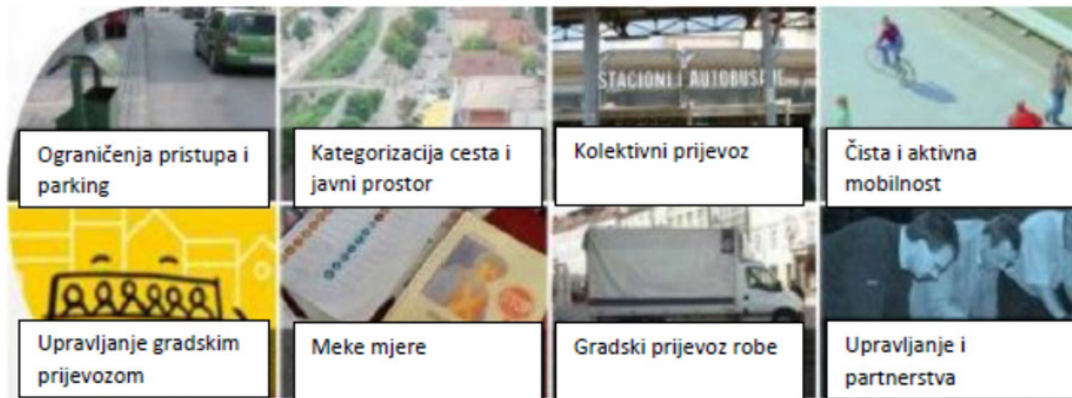 STACIONI I AUTOBUSAVE
Ograničenja pristupa i
parking
Kategorizacija cesta i
javni prostor
Kolektivni prijevoz
Čista i aktivna
mobilnost
Upravljanje gradskim
prijevozom
Meke mjere
Gradski prijevoz robe
Upravljanje i
partnerstva